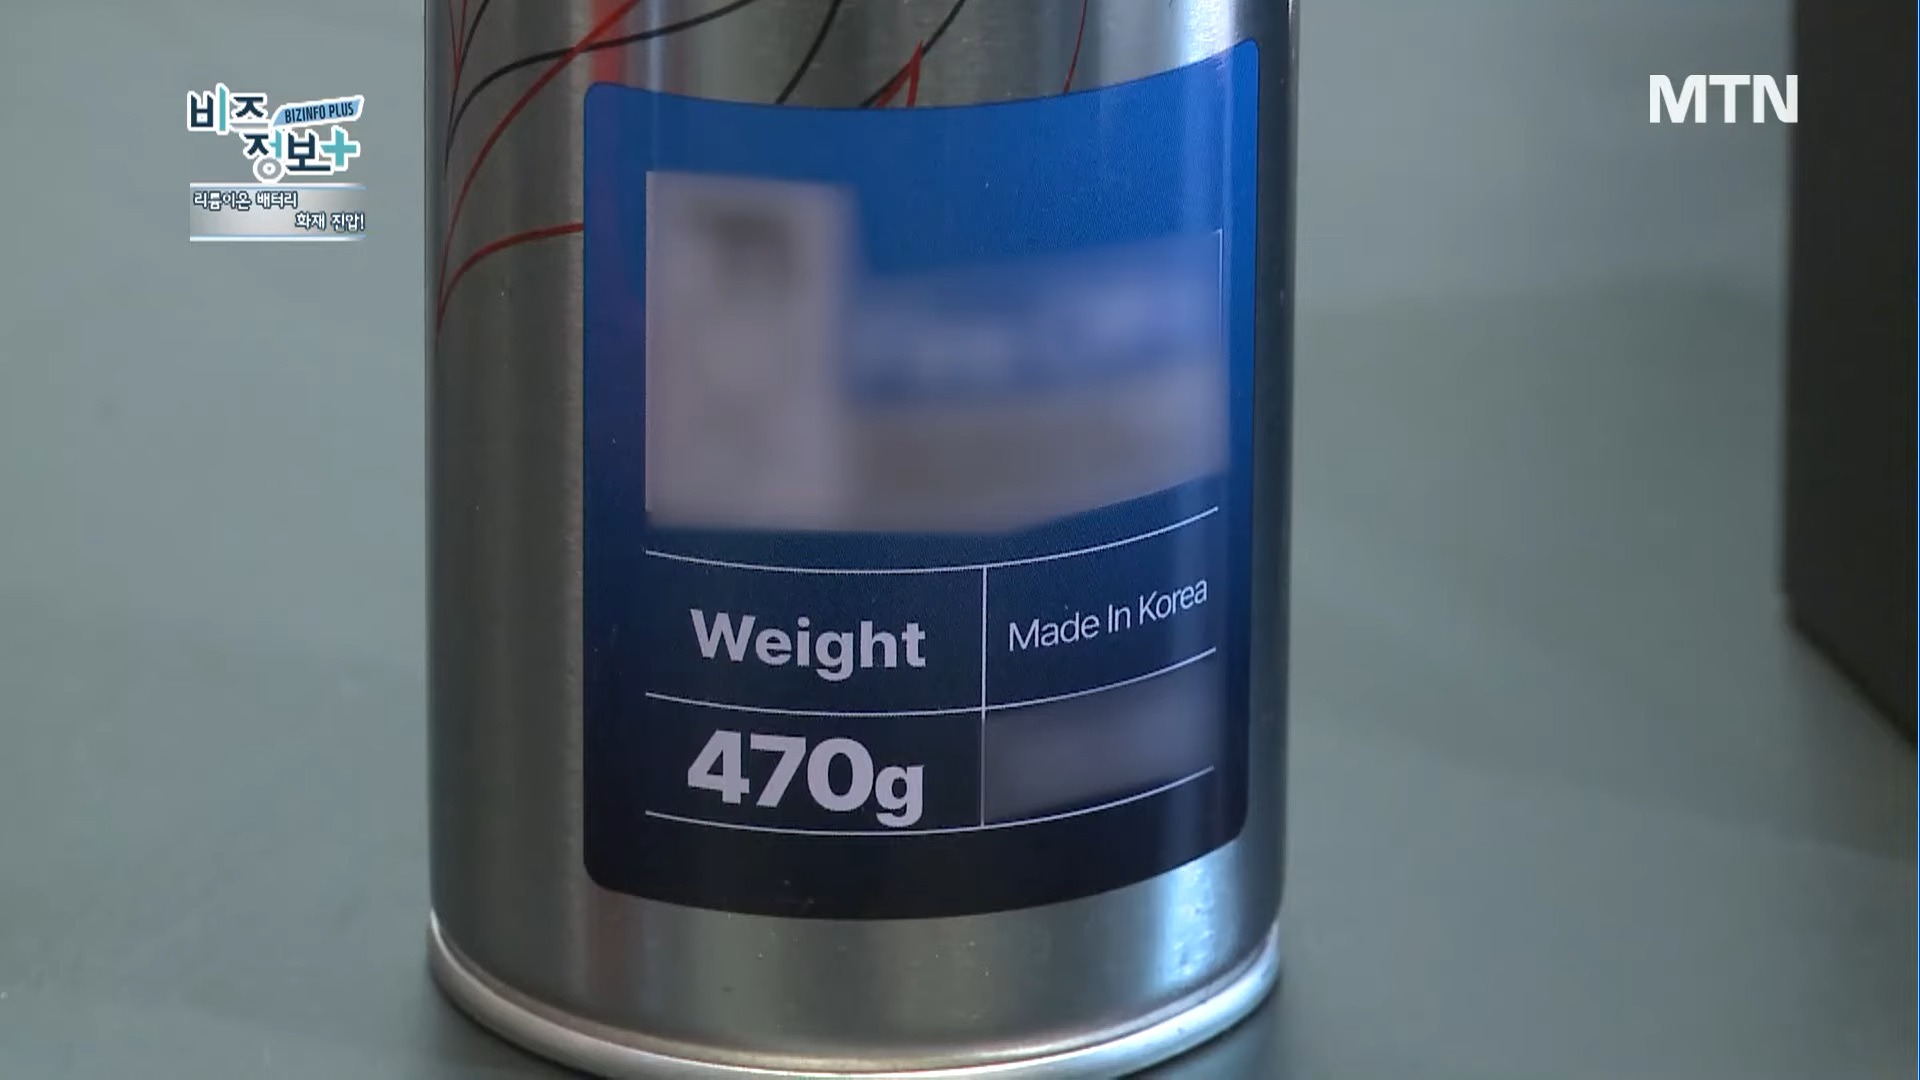 비즈
BIZINFO PLUS
정보+
리튬이온 배터리
화재 진압!
MTN
Weight
Made In Korea
470g